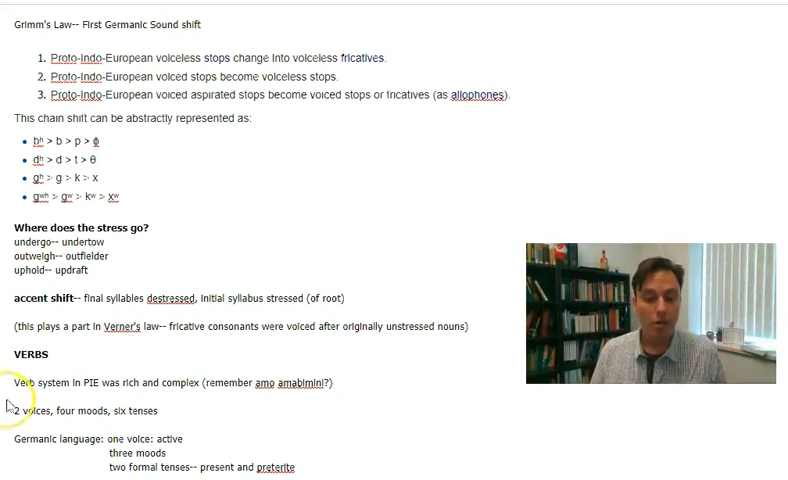 Grimm's Law-- First Germanic Sound shift
1. Proto-Indo-European voiceless stops change into voiceless fricatives.
2. Proto-Indo-European voiced stops become voiceless stops.
3. Proto-Indo-European voiced aspirated stops become voiced stops or fricatives (as allophones).
This chain shift can be abstractly represented as:
• bʰ > b > p > ɸ
• dʰ > d > t > θ
• gʰ > g > k > x
• gʷʰ > gʷ > kʷ > xʷ
Where does the stress go?
undergo-- undertow
outweigh-- outfielder
uphold-- updraft
accent shift-- final syllables destressed, initial syllabus stressed (of root)
(this plays a part in Verner's law-- fricative consonants were voiced after originally unstressed nouns)
VERBS
Verb system in PIE was rich and complex (remember amo amabimini?)
2 voices, four moods, six tenses
Germanic language: one voice: active
three moods
two formal tenses-- present and preterite